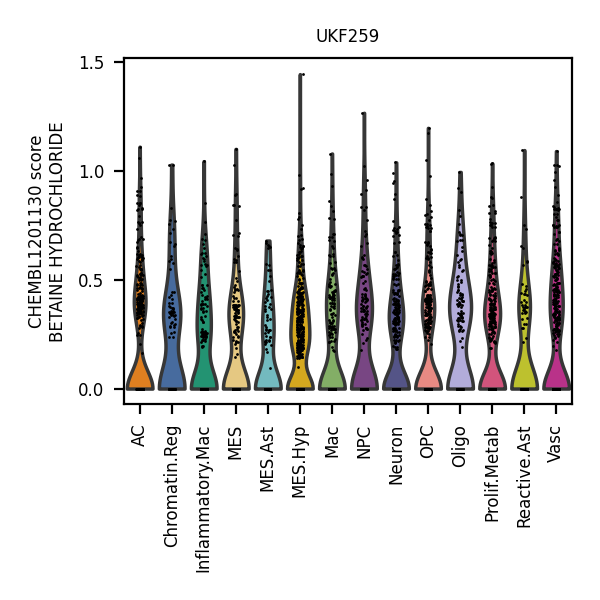 UKF259
CHEMBL1201130 score
BETAINE HYDROCHLORIDE
1.5
1.0
0.5
0.0
AC
Chromatin.Reg
Inflammatory.Mac
MES
MES.Ast
MES.Hyp
Mac
NPC
Neuron
OPC
Oligo
Prolif.Metab
Reactive.Ast
Vasc